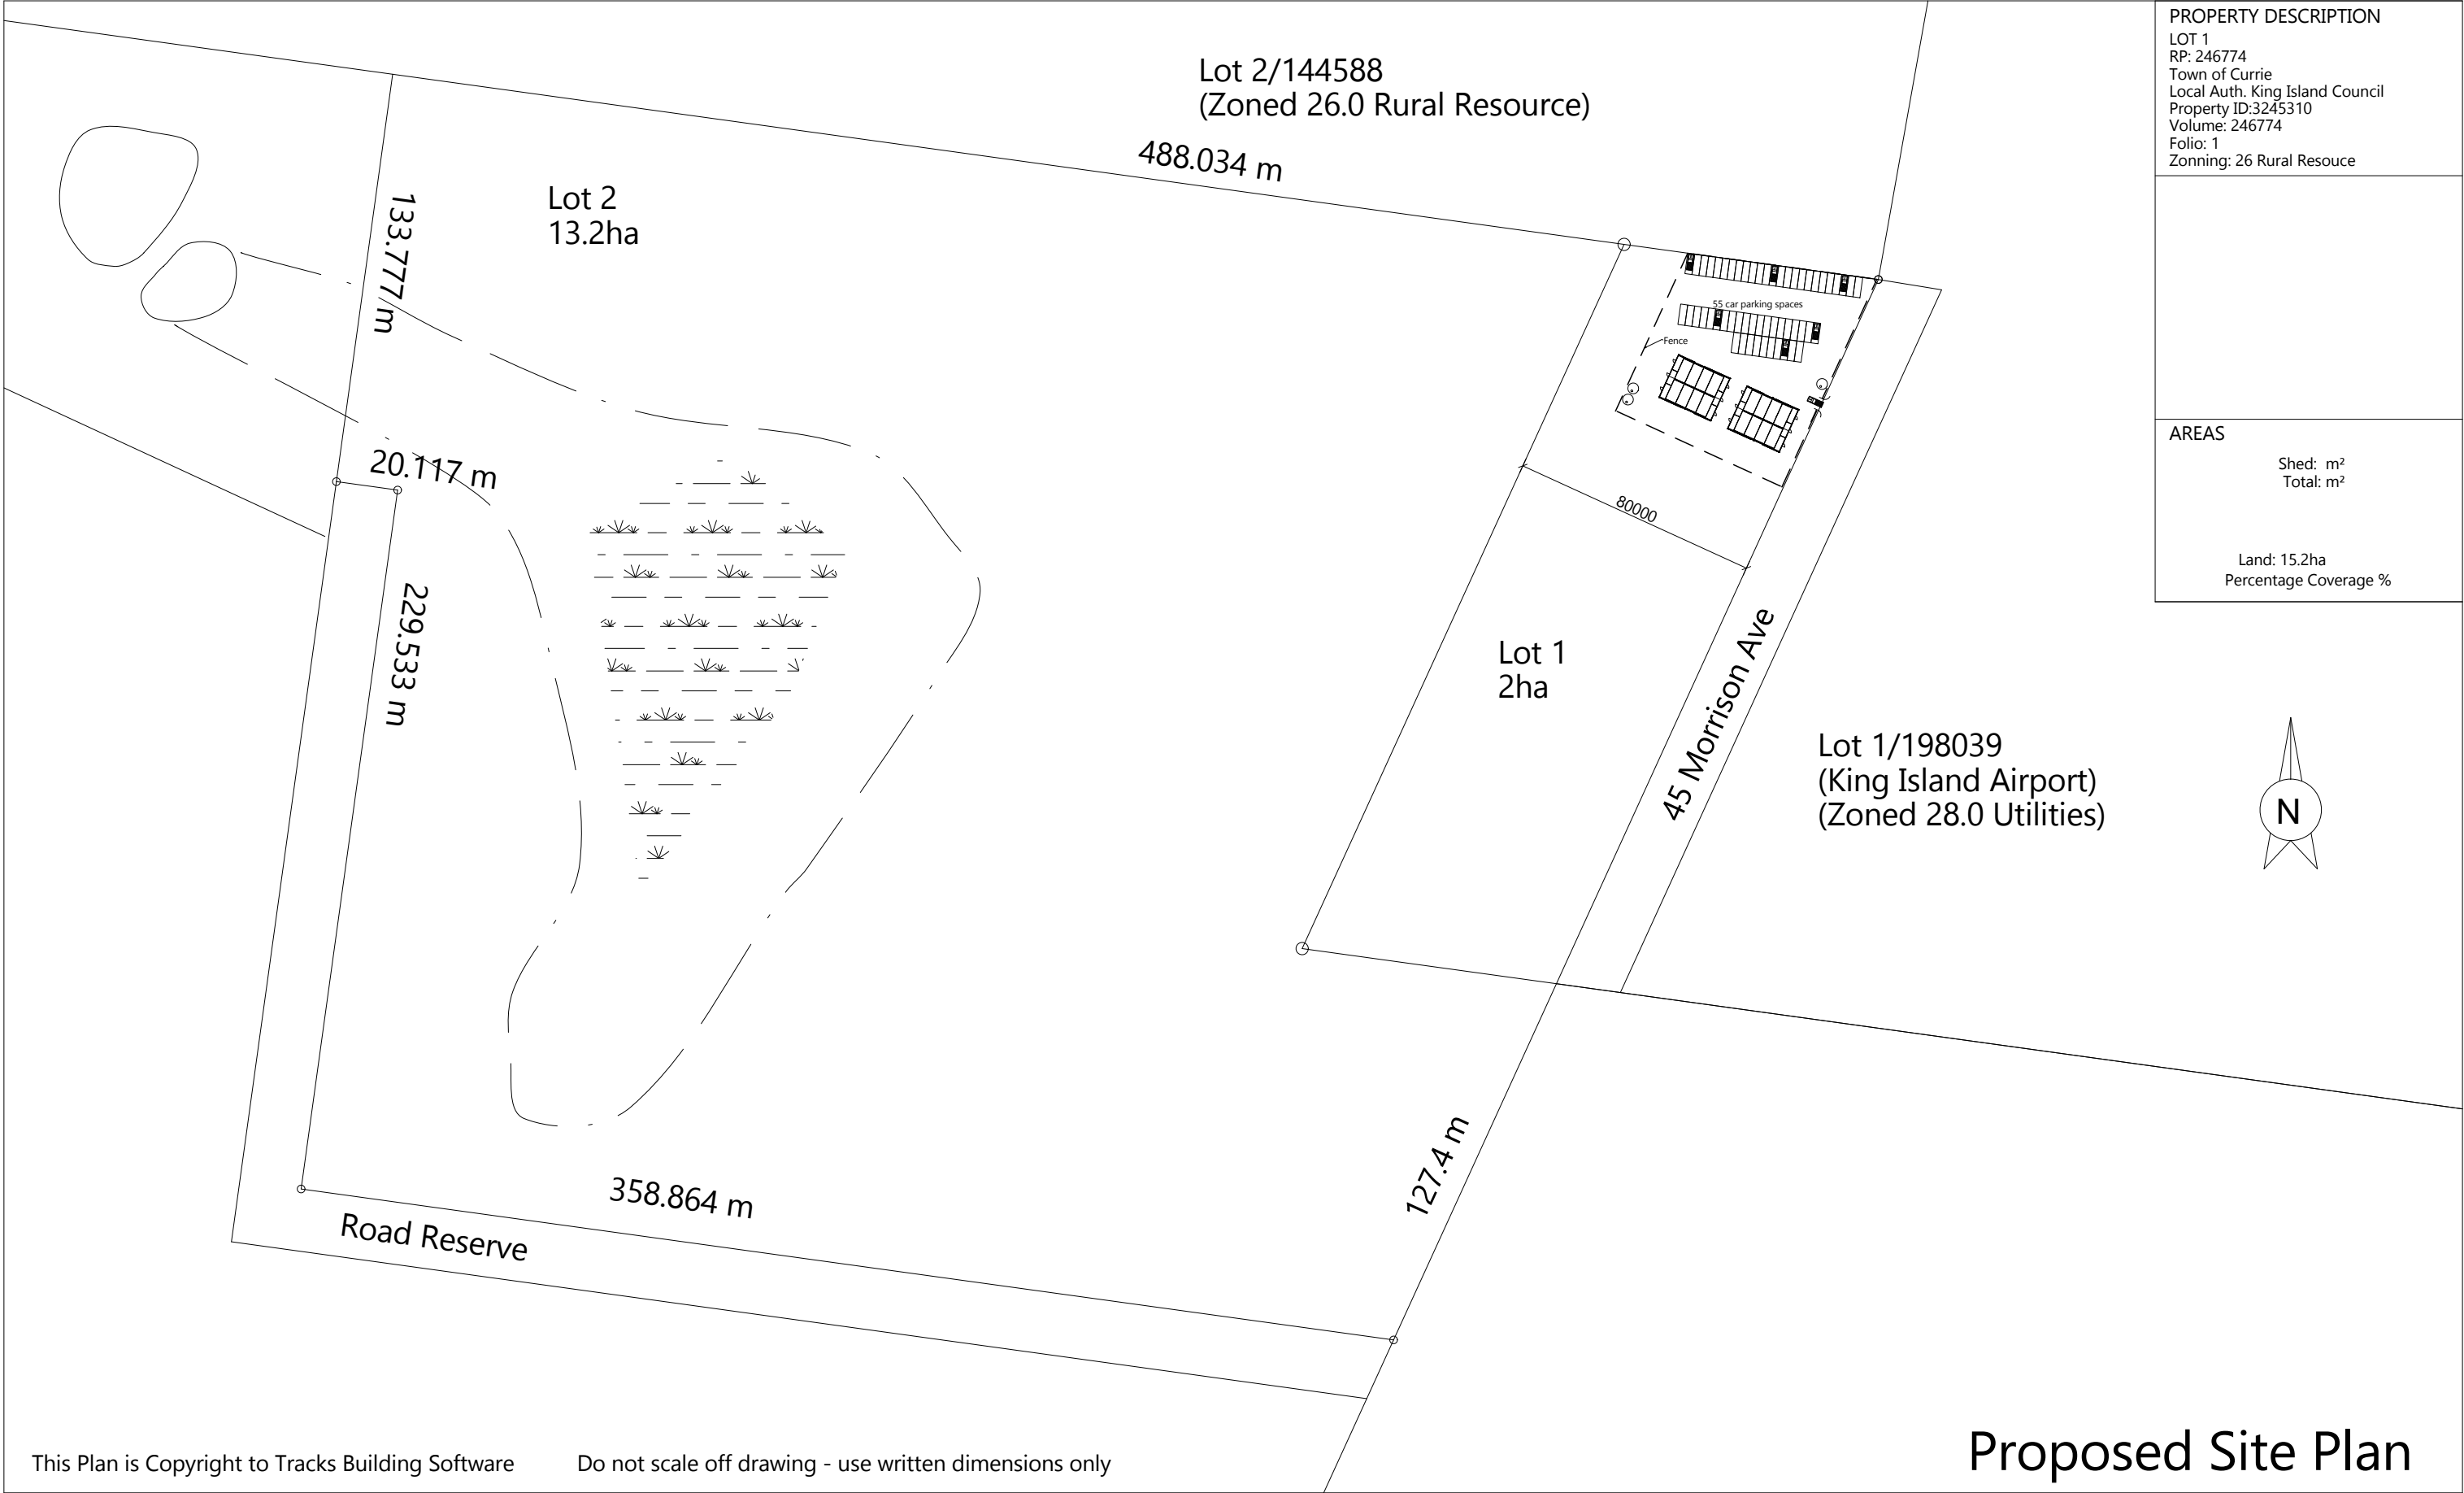 PROPERTY DESCRIPTION
LOT 1
RP: 246774
Town of Currie
Local Auth. King Island Council
Property ID:3245310
Volume: 246774
Folio: 1
Zonning: 26 Rural Resouce
Lot 2/144588
(Zoned 26.0 Rural Resource)
488.034 m
Lot 2
13.2ha
133.777 m
55 car parking spaces
Fence
20.117 m
AREAS
Shed: m²
Total: m²
Land: 15.2ha
Percentage Coverage %
80000
229.533 m
Lot 1
2ha
45 Morrison Ave
Lot 1/198039
(King Island Airport)
(Zoned 28.0 Utilities)
N
127.4 m
358.864 m
Road Reserve
This Plan is Copyright to Tracks Building Software
Do not scale off drawing - use written dimensions only
Proposed Site Plan